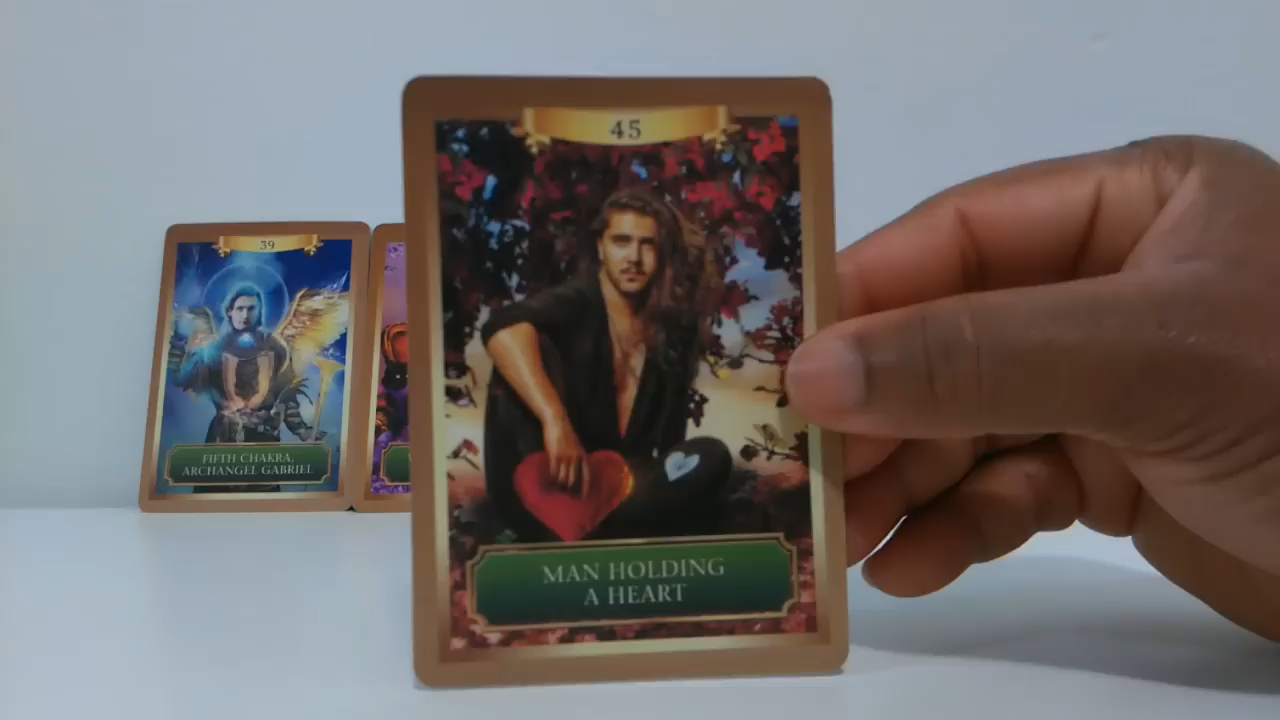 39
FIFTH CHAKRA,
ARCHANGEL GABRIEL
45
MAN HOLDING
A HEART